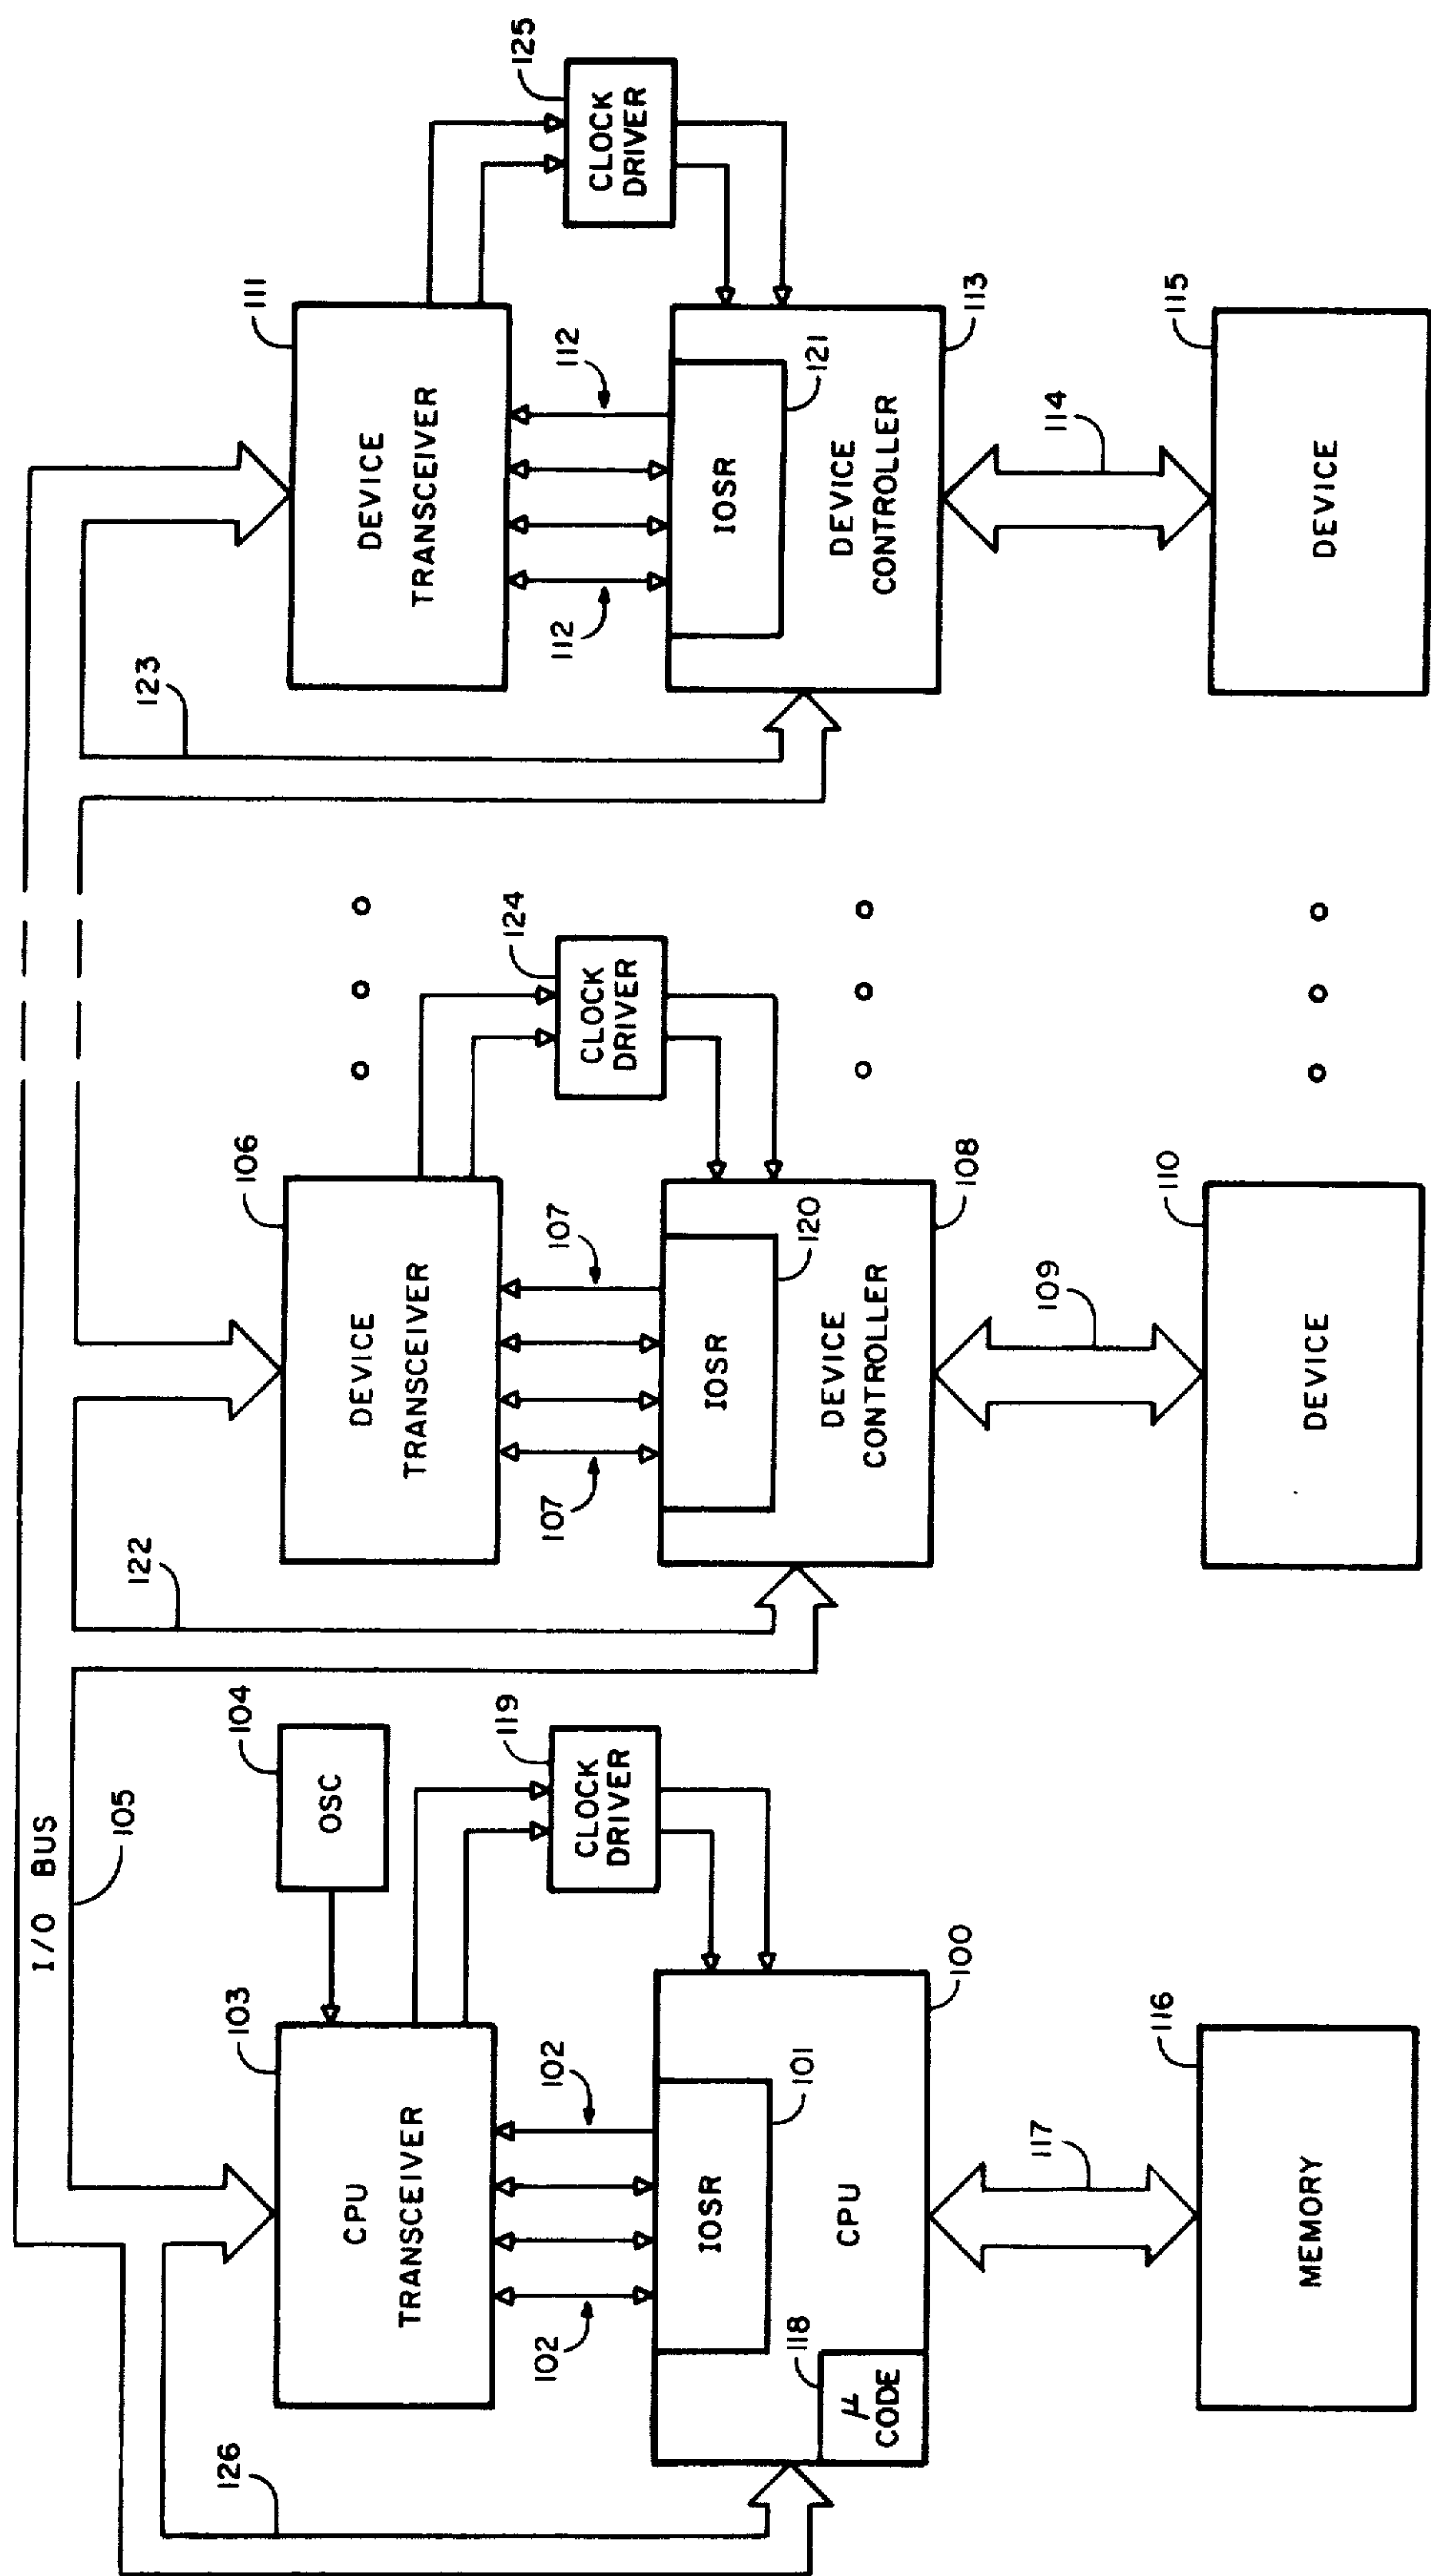 I/O BUS
105
126
103
CPU
TRANSCEIVER
104
OSC
119
CLOCK
DRIVER
102
102
IOSR
101
CPU
100
118
μ
CODE
117
116
MEMORY
122
106
DEVICE
TRANSCEIVER
124
CLOCK
DRIVER
107
107
IOSR
120
DEVICE
CONTROLLER
108
109
110
DEVICE
123
111
DEVICE
TRANSCEIVER
125
CLOCK
DRIVER
112
112
IOSR
121
DEVICE
CONTROLLER
113
114
115
DEVICE